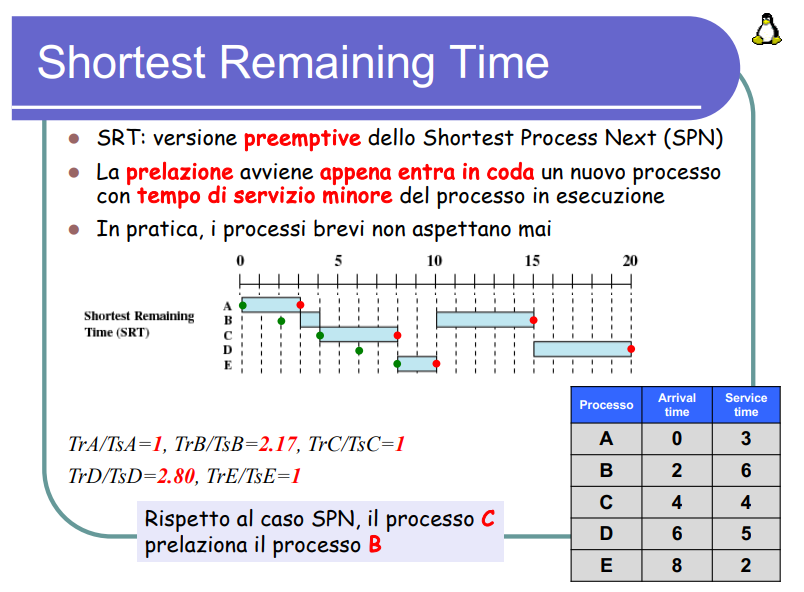 Shortest Remaining Time
SRT: versione preemptive dello Shortest Process Next (SPN)
La prelazione avviene appena entra in coda un nuovo processo
con tempo di servizio minore del processo in esecuzione
In pratica, i processi brevi non aspettano mai
0 5 10 15 20
Shortest Remaining
Time (SRT)
A
B
C
D
E
TrA/TsA=1, TrB/TsB=2.17, TrC/TsC=1
TrD/TsD=2.80, TrE/TsE=1
Rispetto al caso SPN, il processo C
prelaziona il processo B
Processo Arrival time Service time
A 0 3
B 2 6
C 4 4
D 6 5
E 8 2